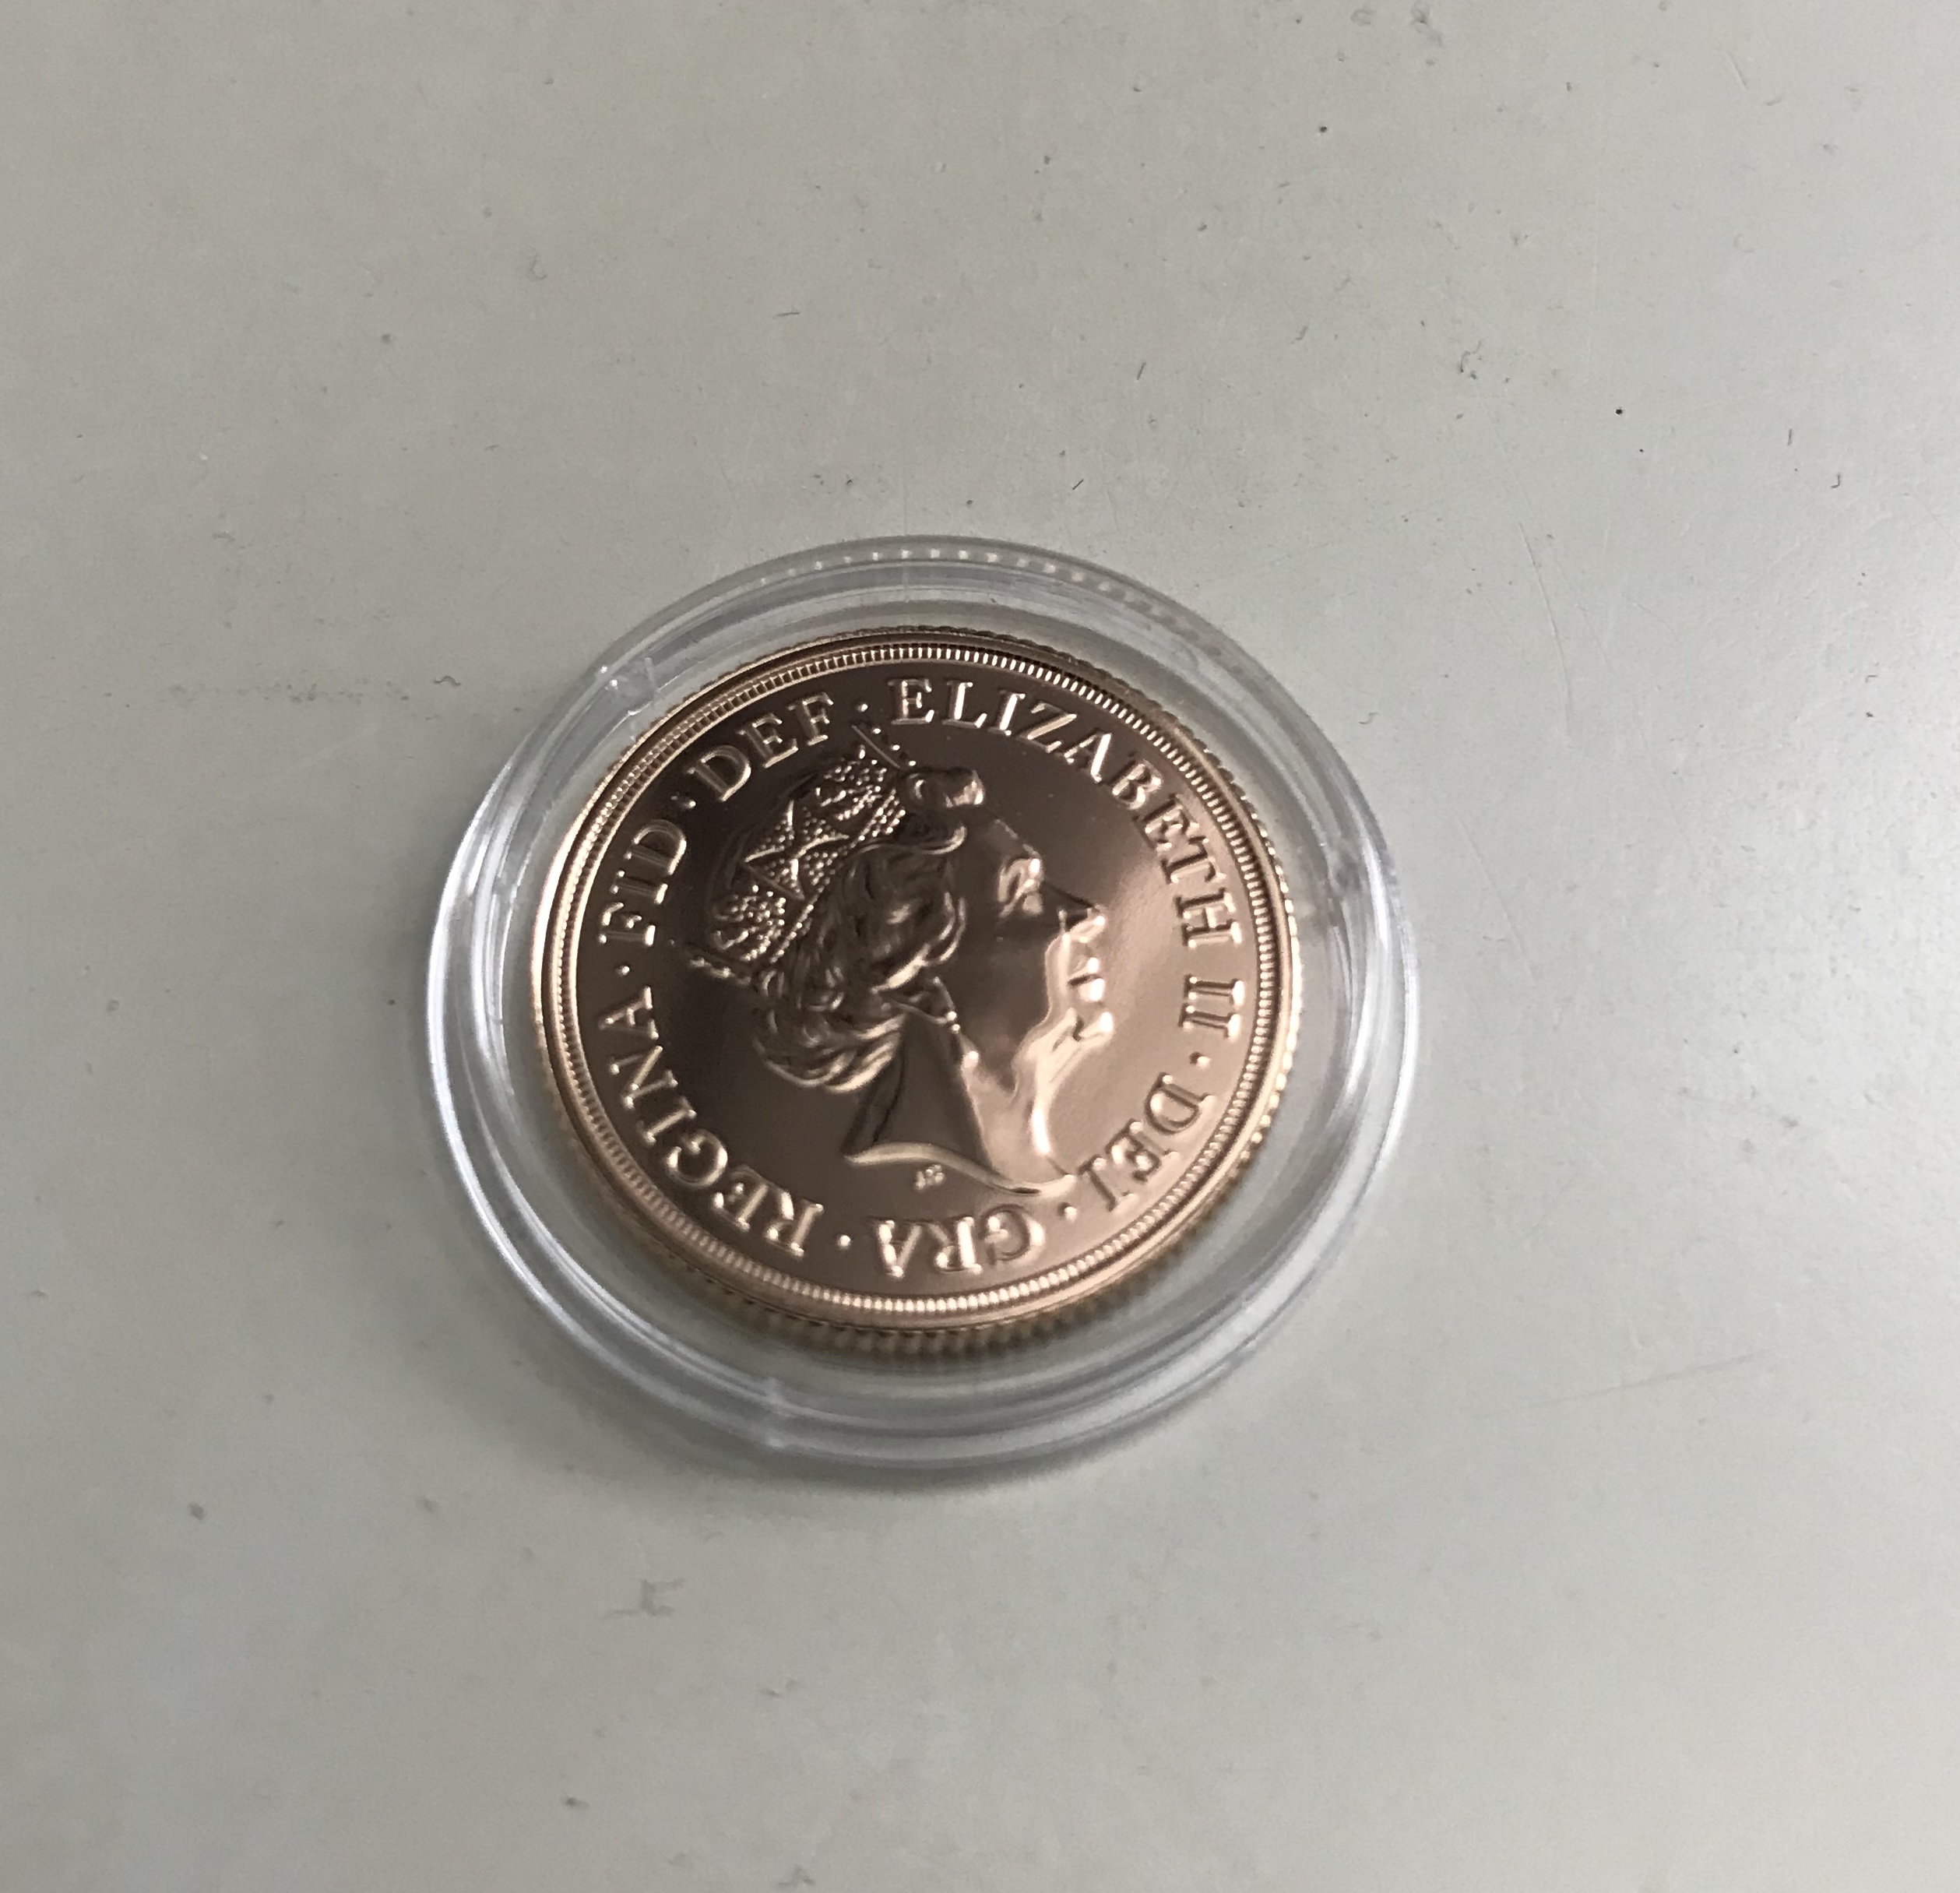 ELIZABETH II · DEI · GRA · REGINA · FID · DEF ·